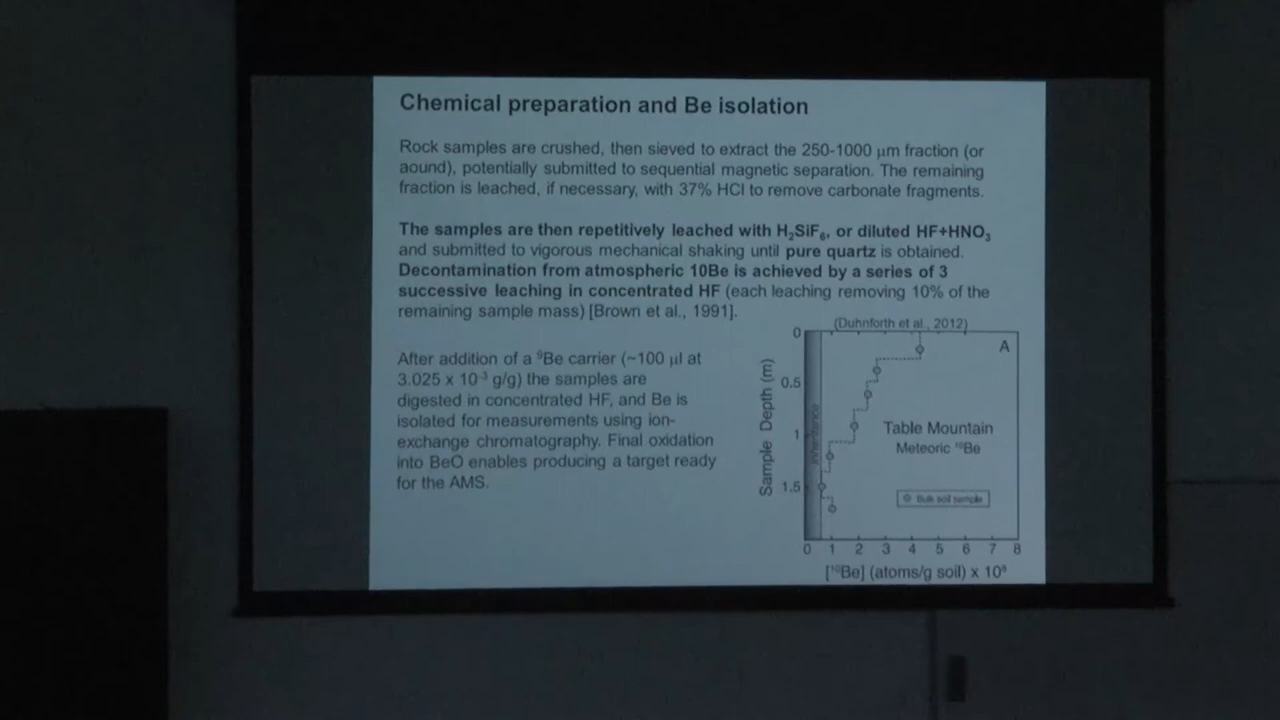 Chemical preparation and Be isolation
Rock samples are crushed, then sieved to extract the 250-1000 µm fraction (or
aound), potentially submitted to sequential magnetic separation. The remaining
fraction is leached, if necessary, with 37% HCl to remove carbonate fragments.
The samples are then repetitively leached with H₂SiF₆, or diluted HF+HNO₃
and submitted to vigorous mechanical shaking until pure quartz is obtained.
Decontamination from atmospheric 10Be is achieved by a series of 3
successive leaching in concentrated HF (each leaching removing 10% of the
remaining sample mass) [Brown et al., 1991].
After addition of a ⁹Be carrier (~100 µl at
3.025 x 10⁻³ g/g) the samples are
digested in concentrated HF, and Be is
isolated for measurements using ion-
exchange chromatography. Final oxidation
into BeO enables producing a target ready
for the AMS.
(Duhnforth et al., 2012)
A
0
0.5
1
1.5
Sample Depth (m)
inheritance
Table Mountain
Meteoric ¹⁰Be
Bulk soil sample
0 1 2 3 4 5 6 7 8
[¹⁰Be] (atoms/g soil) x 10⁸